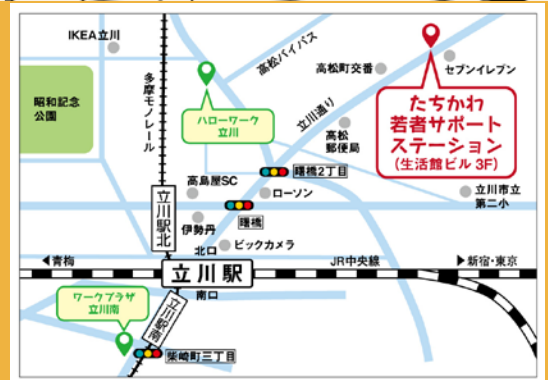 IKEA立川
多摩モノレール
高松バイパス
高松町交番
セブンイレブン
昭和記念
公園
ハローワーク
立川
立川通り
高松
郵便局
たちかわ
若者サポート
ステーション
(生活館ビル 3F)
曙橋2丁目
高島屋SC
ローソン
立川市立
第二小
立川駅北
伊勢丹
曙橋
北口
ビックカメラ
◀青梅
立川駅
JR中央線
▶新宿・東京
南口
ワークプラザ
立川南
立川駅南
柴崎町三丁目